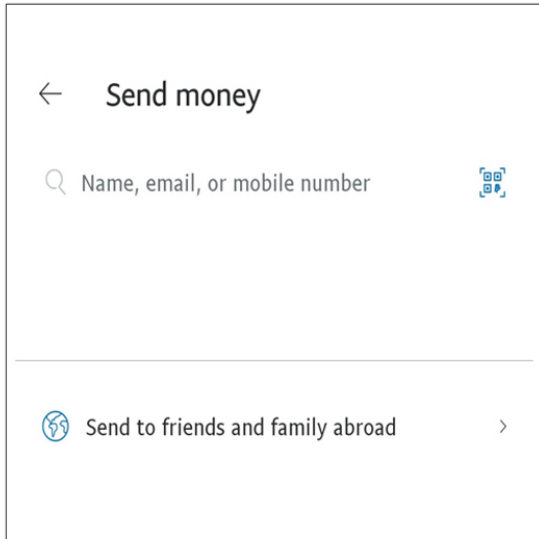 Send money
Name, email, or mobile number
Send to friends and family abroad